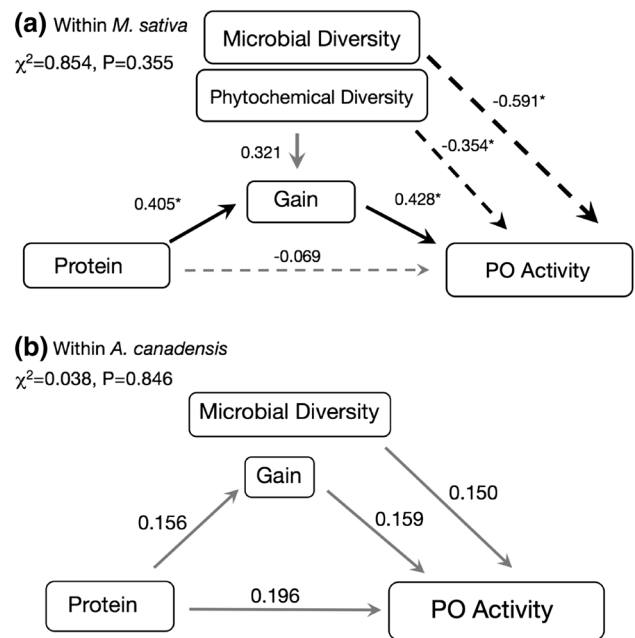 (a) Within M. sativa
χ²=0.854, P=0.355
Microbial Diversity
Phytochemical Diversity
-0.591*
-0.354*
0.321
0.405*
Gain
0.428*
Protein
-0.069
PO Activity
(b) Within A. canadensis
χ²=0.038, P=0.846
Microbial Diversity
Gain
0.150
0.156
0.159
Protein
0.196
PO Activity